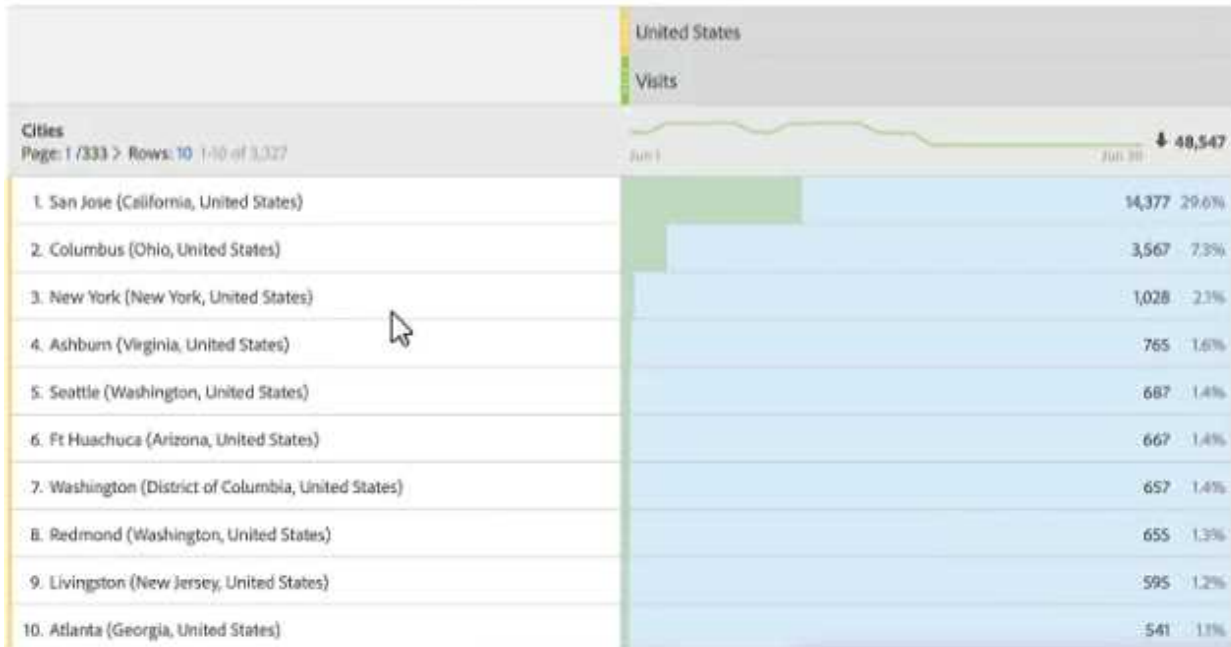 United States
Visits
Cities
Page: 1 /333 > Rows: 10 1-10 of 3,327
Jun 1 Jun 30 48,547
1. San Jose (California, United States) 14,377 29.6%
2. Columbus (Ohio, United States) 3,567 7.3%
3. New York (New York, United States) 1,028 2.1%
4. Ashburn (Virginia, United States) 765 1.6%
5. Seattle (Washington, United States) 687 1.4%
6. Ft Huachuca (Arizona, United States) 667 1.4%
7. Washington (District of Columbia, United States) 657 1.4%
8. Redmond (Washington, United States) 655 1.3%
9. Livingston (New Jersey, United States) 595 1.2%
10. Atlanta (Georgia, United States) 541 1.1%